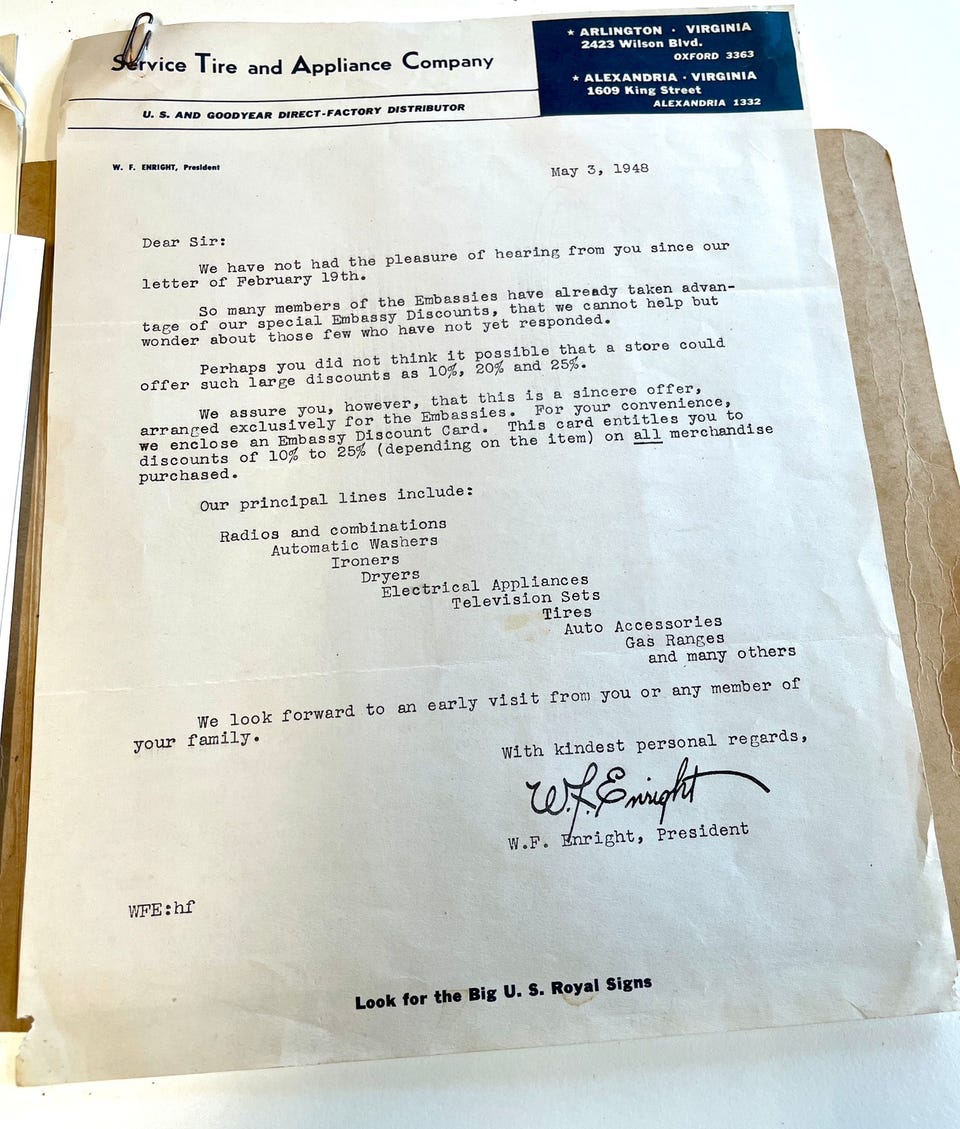 Service Tire and Appliance Company
U. S. AND GOODYEAR DIRECT-FACTORY DISTRIBUTOR
★ ARLINGTON · VIRGINIA
2423 Wilson Blvd.
OXFORD 3363
★ ALEXANDRIA · VIRGINIA
1609 King Street
ALEXANDRIA 1332
W. F. ENRIGHT, President
May 3, 1948
Dear Sir:
We have not had the pleasure of hearing from you since our
letter of February 19th.
So many members of the Embassies have already taken advan-
tage of our special Embassy Discounts, that we cannot help but
wonder about those few who have not yet responded.
Perhaps you did not think it possible that a store could
offer such large discounts as 10%, 20% and 25%.
We assure you, however, that this is a sincere offer,
arranged exclusively for the Embassies. For your convenience,
we enclose an Embassy Discount Card. This card entitles you to
discounts of 10% to 25% (depending on the item) on all merchandise
purchased.
Our principal lines include:
Radios and combinations
Automatic Washers
Ironers
Dryers
Electrical Appliances
Television Sets
Tires
Auto Accessories
Gas Ranges
and many others
We look forward to an early visit from you or any member of
your family.
With kindest personal regards,
W.F. Enright
W.F. Enright, President
WFE:hf
Look for the Big U. S. Royal Signs